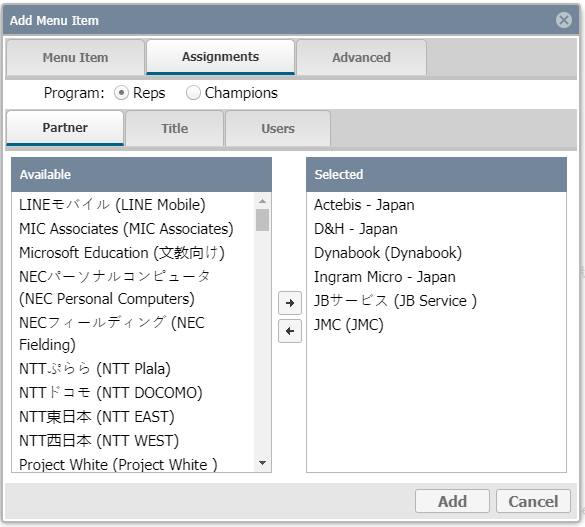 Add Menu Item
Menu Item
Assignments
Advanced
Program: Reps Champions
Partner
Title
Users
Available
LINEモバイル (LINE Mobile)
MIC Associates (MIC Associates)
Microsoft Education (文教向け)
NECパーソナルコンピュータ
(NEC Personal Computers)
NECフィールディング (NEC
Fielding)
NTTぷらら (NTT Plala)
NTTドコモ (NTT DOCOMO)
NTT東日本 (NTT EAST)
NTT西日本 (NTT WEST)
Project White (Project White )
Selected
Actebis - Japan
D&H - Japan
Dynabook (Dynabook)
Ingram Micro - Japan
JBサービス (JB Service )
JMC (JMC)
Add
Cancel